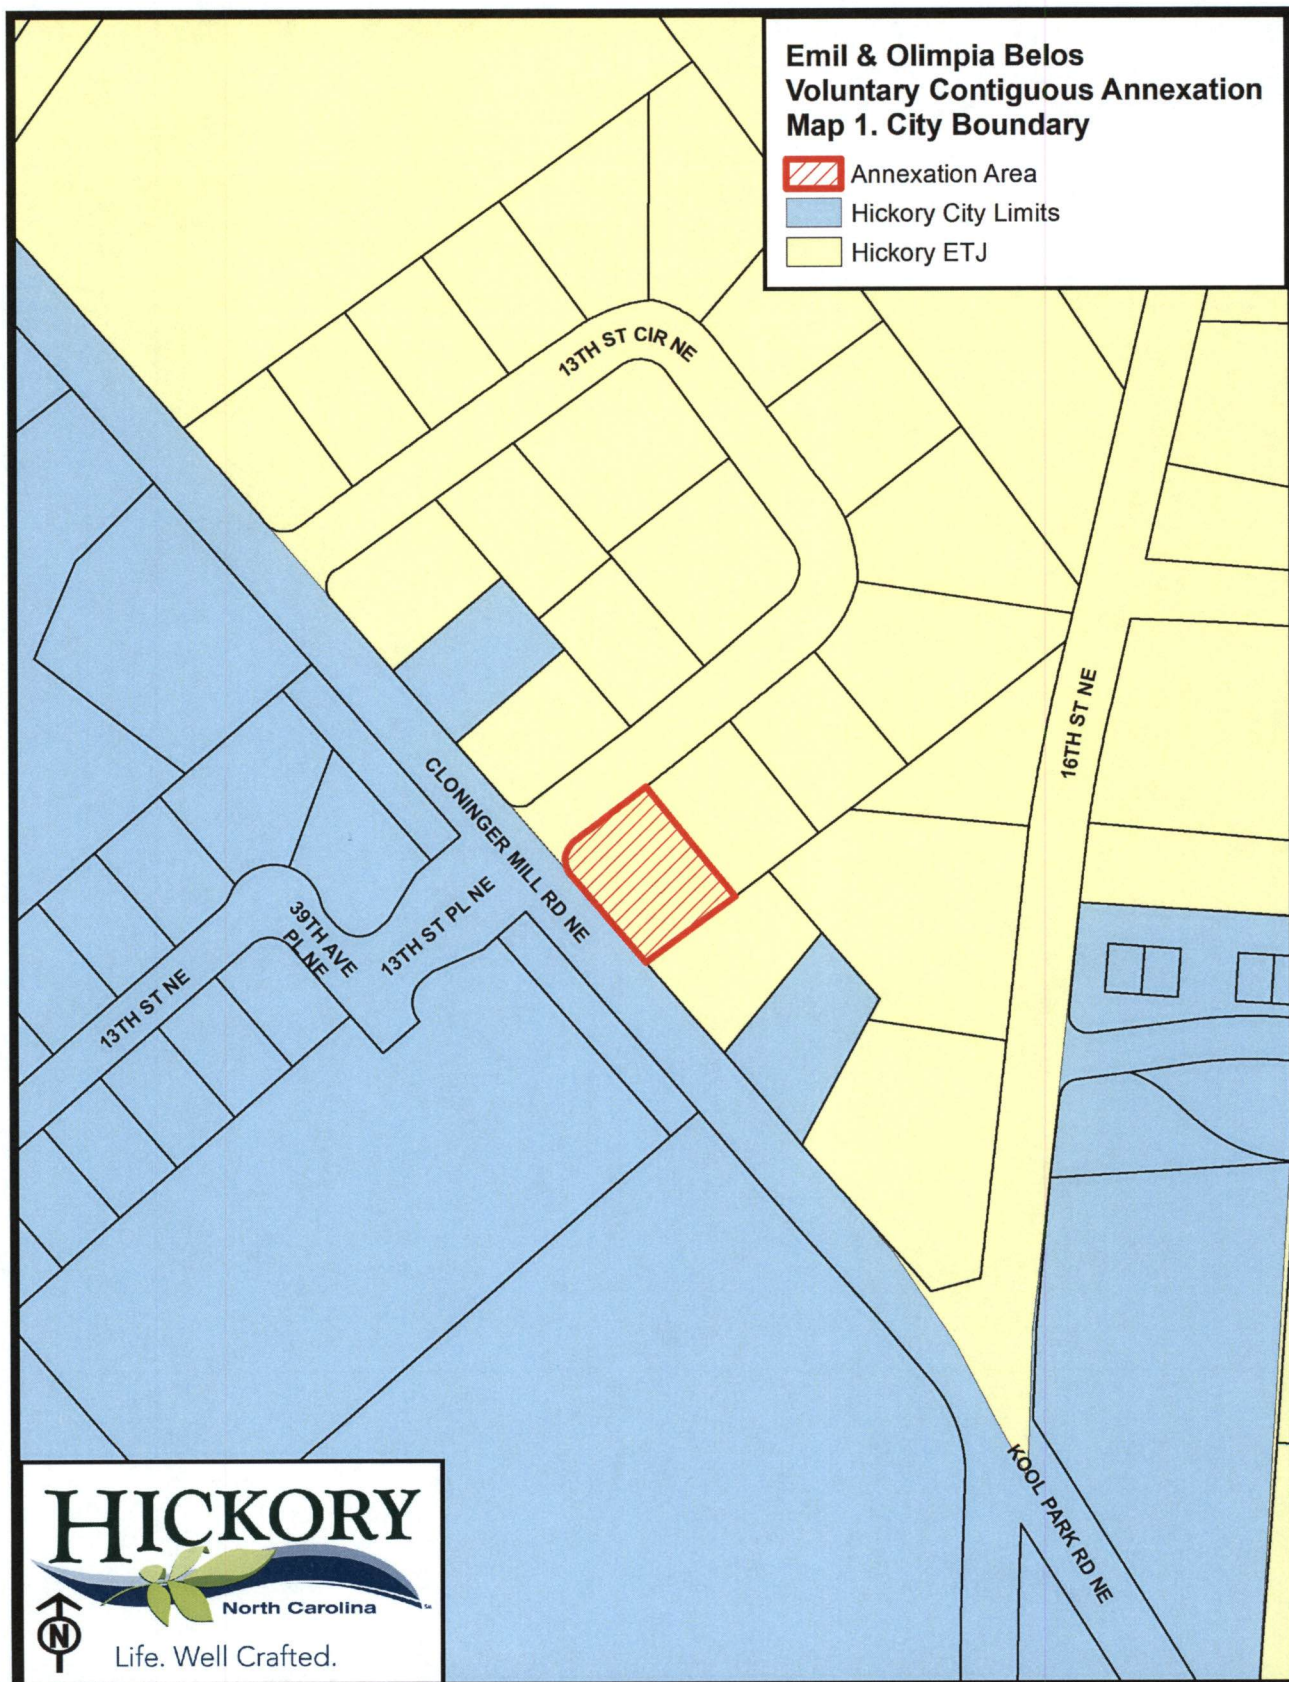 Emil & Olimpia Belos
Voluntary Contiguous Annexation
Map 1. City Boundary
Annexation Area
Hickory City Limits
Hickory ETJ
13TH ST CIR NE
16TH ST NE
CLONINGER MILL RD NE
39TH AVE
PL NE
13TH ST PL NE
13TH ST NE
KOOL PARK RD NE
HICKORY
North Carolina
N
Life. Well Crafted.